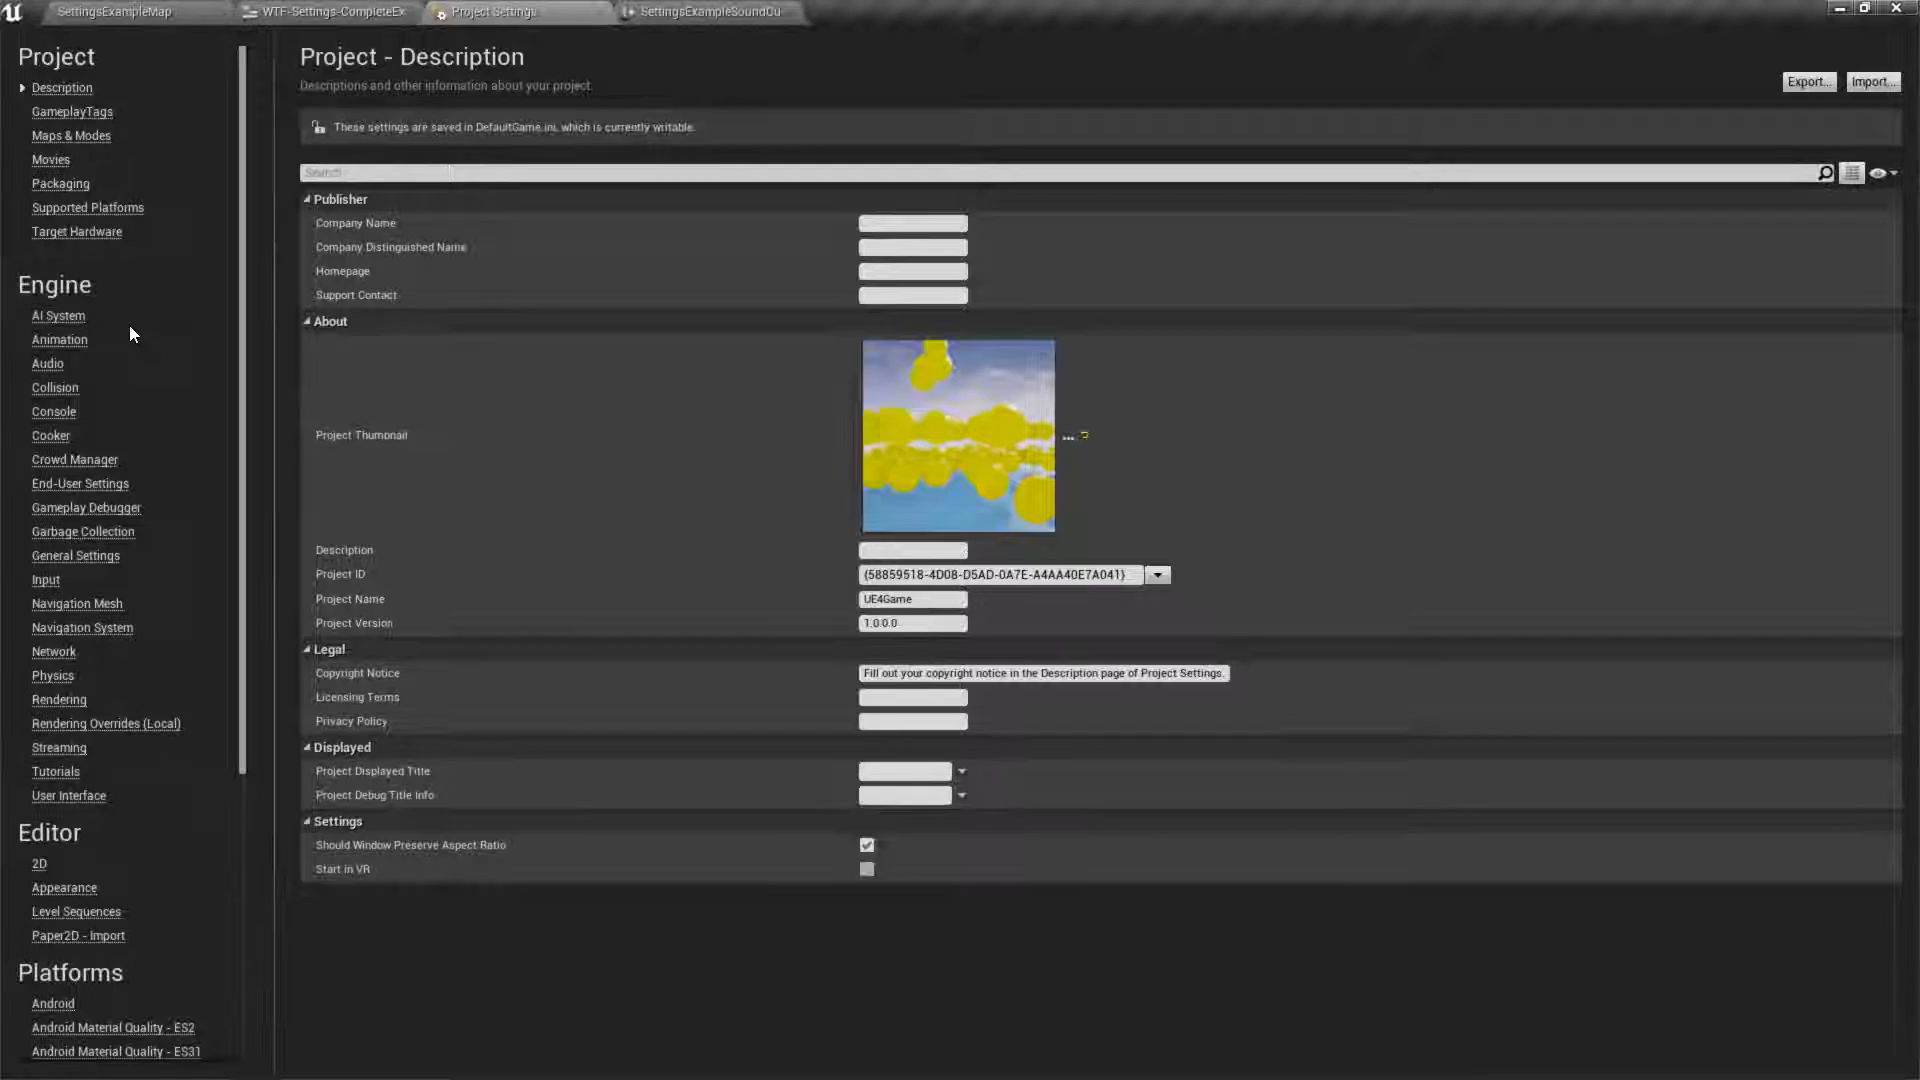 SettingsExampleMap
WTF-Settings-CompleteEx
Project Settings
SettingsExampleSoundCu
Project
Description
GameplayTags
Maps & Modes
Movies
Packaging
Supported Platforms
Target Hardware
Engine
AI System
Animation
Audio
Collision
Console
Cooker
Crowd Manager
End-User Settings
Gameplay Debugger
Garbage Collection
General Settings
Input
Navigation Mesh
Navigation System
Network
Physics
Rendering
Rendering Overrides (Local)
Streaming
Tutorials
User Interface
Editor
2D
Appearance
Level Sequences
Paper2D - Import
Platforms
Android
Android Material Quality - ES2
Android Material Quality - ES31
Project - Description
Descriptions and other information about your project.
Export...
Import...
These settings are saved in DefaultGame.ini, which is currently writable.
Search
Publisher
Company Name
Company Distinguished Name
Homepage
Support Contact
About
Project Thumbnail
...
Description
Project ID {58859518-4D08-D5AD-0A7E-A4AA40E7A041}
Project Name UE4Game
Project Version 1.0.0.0
Legal
Copyright Notice Fill out your copyright notice in the Description page of Project Settings.
Licensing Terms
Privacy Policy
Displayed
Project Displayed Title
Project Debug Title Info
Settings
Should Window Preserve Aspect Ratio
Start in VR